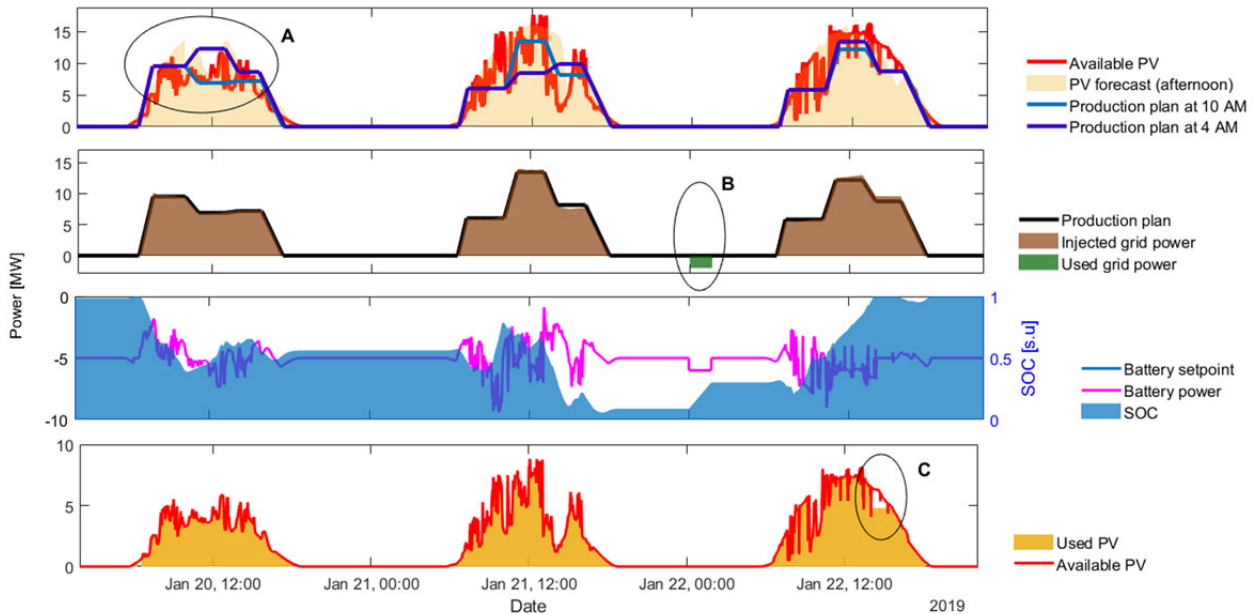 15
10
5
0
A
Available PV
PV forecast (afternoon)
Production plan at 10 AM
Production plan at 4 AM
15
10
5
0
B
Production plan
Injected grid power
Used grid power
Power [MW]
0
-5
-10
1
0.5
0
SOC [s.u]
Battery setpoint
Battery power
SOC
10
5
0
C
Used PV
Available PV
Jan 20, 12:00 Jan 21, 00:00 Jan 21, 12:00 Jan 22, 00:00 Jan 22, 12:00
Date
2019